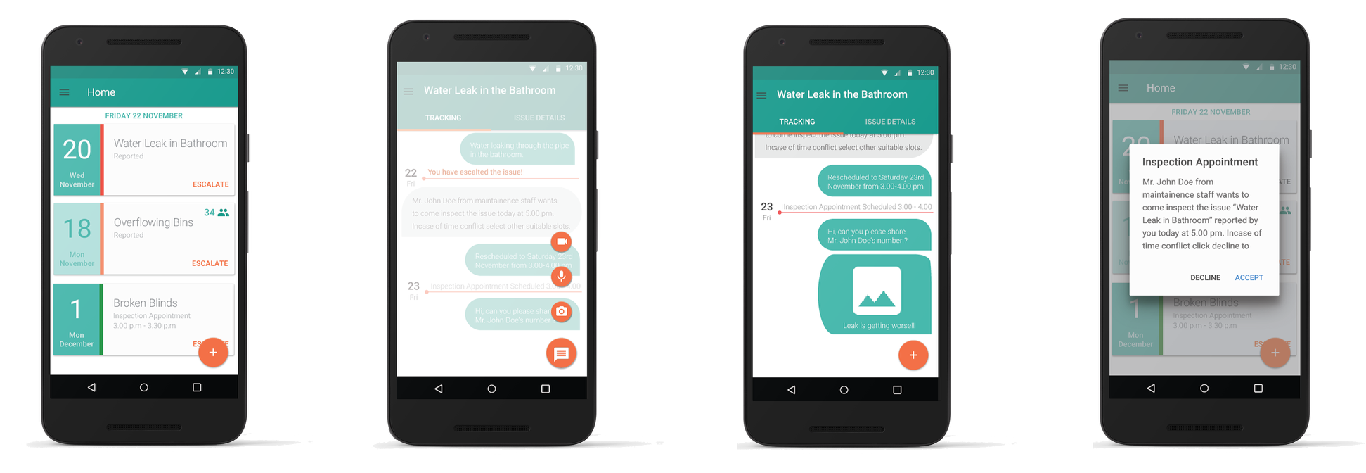 12:30
Home
FRIDAY 22 NOVEMBER
20
Wed
November
Water Leak in Bathroom
Reported
ESCALATE
18
Mon
November
34
Overflowing Bins
Reported
ESCALATE
1
Mon
December
Broken Blinds
Inspection Appointment
3.00 p.m - 3.30 p.m
+
12:30
Water Leak in the Bathroom
TRACKING
ISSUE DETAILS
Water leaking through the pipe
in the bathroom.
22
Fri
You have escalted the issue!
Mr. John Doe from maintainence staff wants
to come inspect the issue today at 5.00 pm.
Incase of time conflict select other suitable slots.
Rescheduled to Saturday 23rd
November from 3.00-4.00 pm
23
Fri
Inspection Appointment Scheduled 3:00 - 4:00
Hi, can you please share
Mr. John Doe's number
12:30
Water Leak in the Bathroom
TRACKING
ISSUE DETAILS
to come inspect the issue today at 5.00 pm.
Incase of time conflict select other suitable slots.
Rescheduled to Saturday 23rd
November from 3.00-4.00 pm.
23
Fri
Inspection Appointment Scheduled 3:00 - 4:00
Hi, can you please share
Mr. John Doe's number ?
Leak is getting worse!!
+
12:30
Home
FRIDAY 22 NOVEMBER
Water Leak in Bathroom
Inspection Appointment
Mr. John Doe from
maintainence staff wants to
come inspect the issue "Water
Leak in Bathroom" reported by
you today at 5.00 pm. Incase of
time conflict click decline to
DECLINE
ACCEPT
Broken Blinds
Inspection Appointment
3.00 p.m - 3.30 p.m
Mon
December
+